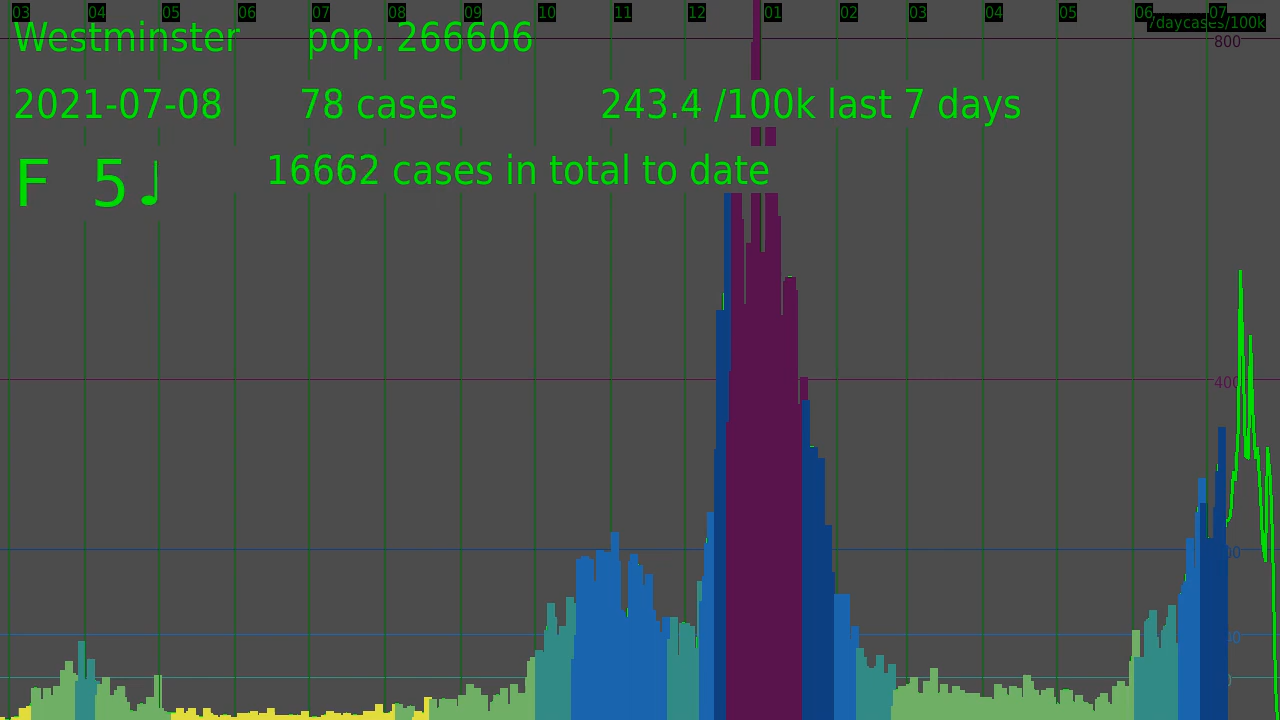 03 04 05 06 07 08 09 10 11 12 01 02 03 04 05 06 07
/daycases/100k
Westminster pop. 266606
800
2021-07-08 78 cases 243.4 /100k last 7 days
F 5♩ 16662 cases in total to date
400